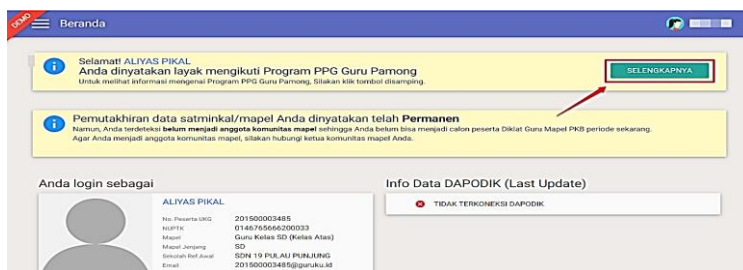 DEMO
Beranda
Selamat! ALIYAS PIKAL
Anda dinyatakan layak mengikuti Program PPG Guru Pamong
Untuk melihat informasi mengenai Program PPG Guru Pamong, Silakan klik tombol disamping.
SELENGKAPNYA
Pemutakhiran data satminkal/mapel Anda dinyatakan telah Permanen
Namun, Anda terdeteksi belum menjadi anggota komunitas mapel sehingga Anda belum bisa menjadi calon peserta Diklat Guru Mapel PKB periode sekarang.
Agar Anda menjadi anggota komunitas mapel, silakan hubungi ketua komunitas mapel Anda.
Anda login sebagai
ALIYAS PIKAL
No. Peserta UKG 201500003485
NUPTK 0146765666200033
Mapel Guru Kelas SD (Kelas Atas)
Mapel Jenjang SD
Sekolah Ref.Awal SDN 19 PULAU PUNJUNG
Email 201500003485@guruku.id
Info Data DAPODIK (Last Update)
TIDAK TERKONEKSI DAPODIK